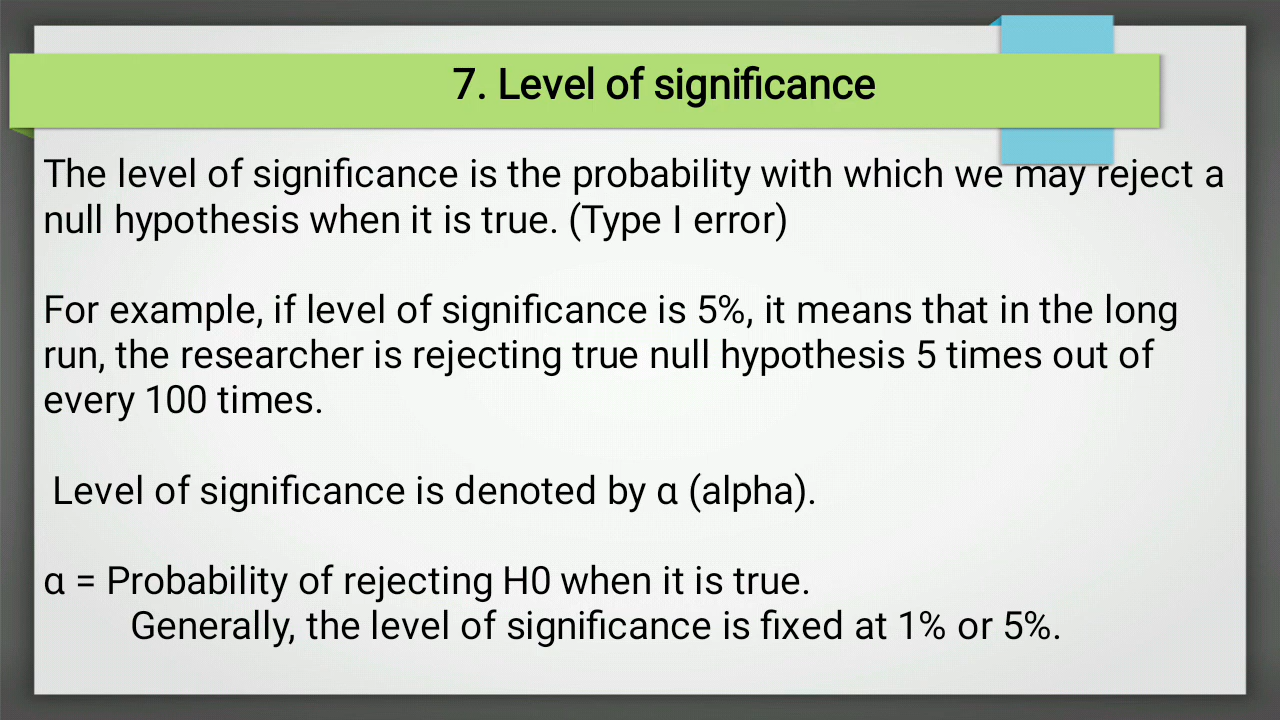 7. Level of significance
The level of significance is the probability with which we may reject a
null hypothesis when it is true. (Type I error)
For example, if level of significance is 5%, it means that in the long
run, the researcher is rejecting true null hypothesis 5 times out of
every 100 times.
Level of significance is denoted by α (alpha).
α = Probability of rejecting H0 when it is true.
Generally, the level of significance is fixed at 1% or 5%.